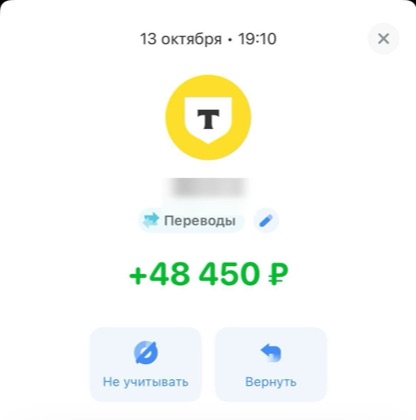 13 октября • 19:10
Т
Переводы
+48 450 ₽
Не учитывать
Вернуть